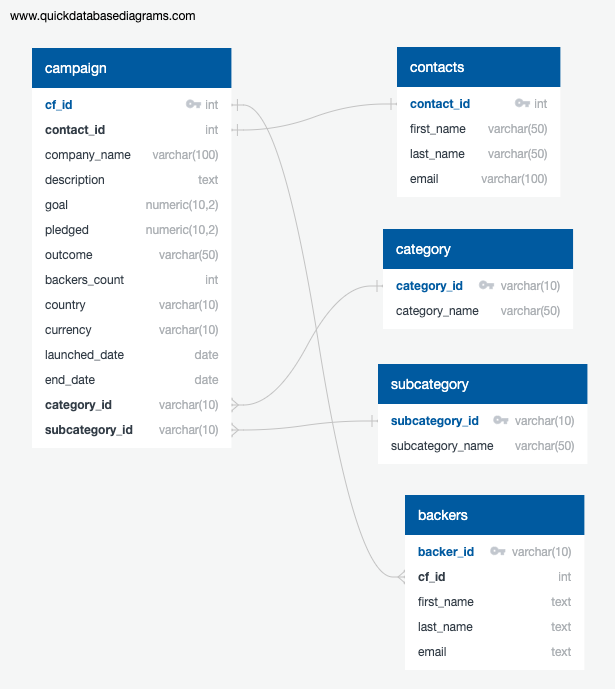 www.quickdatabasediagrams.com
campaign
cf_id int
contact_id int
company_name varchar(100)
description text
goal numeric(10,2)
pledged numeric(10,2)
outcome varchar(50)
backers_count int
country varchar(10)
currency varchar(10)
launched_date date
end_date date
category_id varchar(10)
subcategory_id varchar(10)
contacts
contact_id int
first_name varchar(50)
last_name varchar(50)
email varchar(100)
category
category_id varchar(10)
category_name varchar(50)
subcategory
subcategory_id varchar(10)
subcategory_name varchar(50)
backers
backer_id varchar(10)
cf_id int
first_name text
last_name text
email text